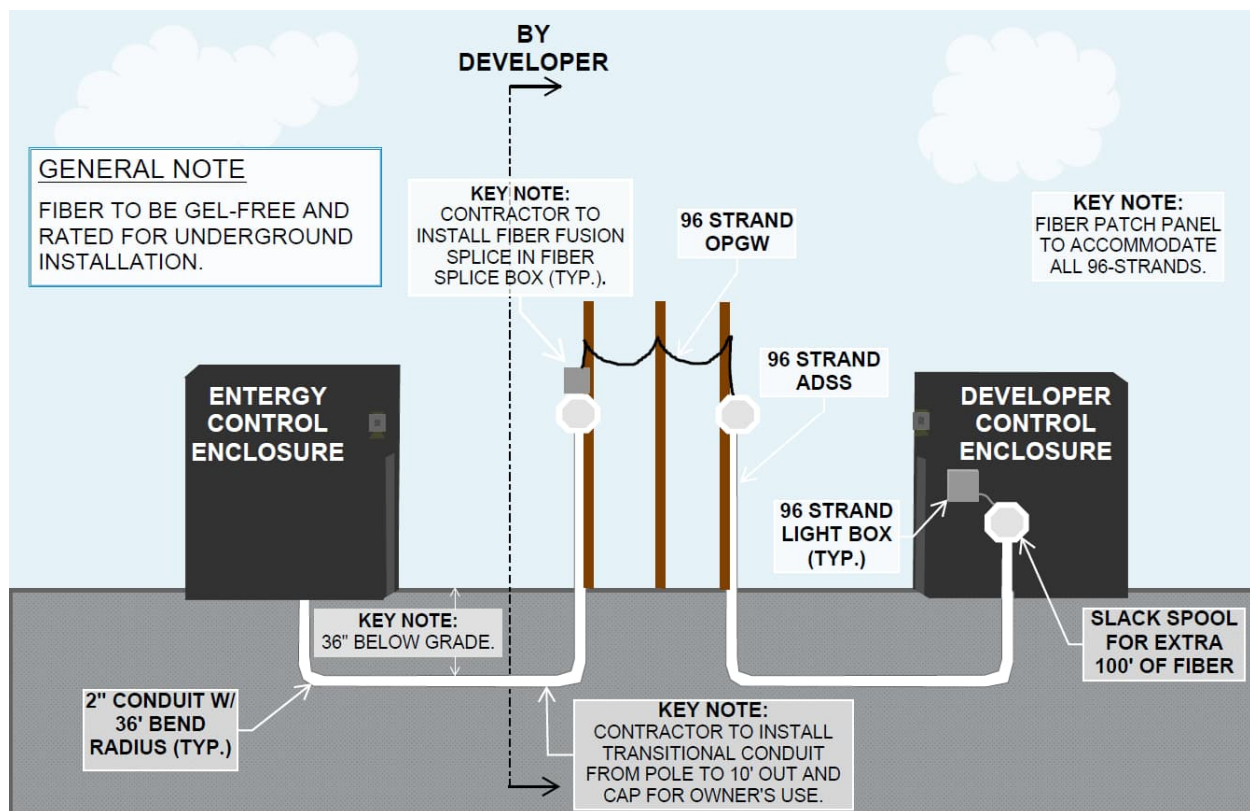 BY
DEVELOPER
GENERAL NOTE
FIBER TO BE GEL-FREE AND
RATED FOR UNDERGROUND
INSTALLATION.
KEY NOTE:
CONTRACTOR TO
INSTALL FIBER FUSION
SPLICE IN FIBER
SPLICE BOX (TYP.).
96 STRAND
OPGW
KEY NOTE:
FIBER PATCH PANEL
TO ACCOMMODATE
ALL 96-STRANDS.
ENTERGY
CONTROL
ENCLOSURE
96 STRAND
ADSS
DEVELOPER
CONTROL
ENCLOSURE
96 STRAND
LIGHT BOX
(TYP.)
KEY NOTE:
36" BELOW GRADE.
SLACK SPOOL
FOR EXTRA
100' OF FIBER
2" CONDUIT W/
36' BEND
RADIUS (TYP.)
KEY NOTE:
CONTRACTOR TO INSTALL
TRANSITIONAL CONDUIT
FROM POLE TO 10' OUT AND
CAP FOR OWNER'S USE.